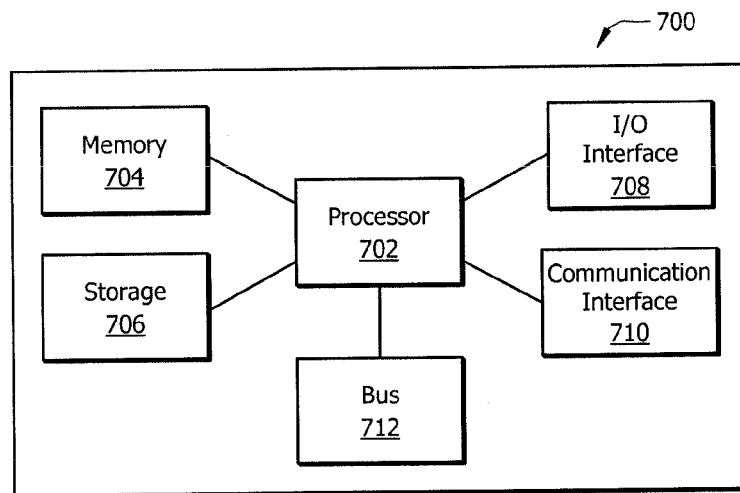 700
Memory
704
I/O
Interface
708
Processor
702
Storage
706
Communication
Interface
710
Bus
712